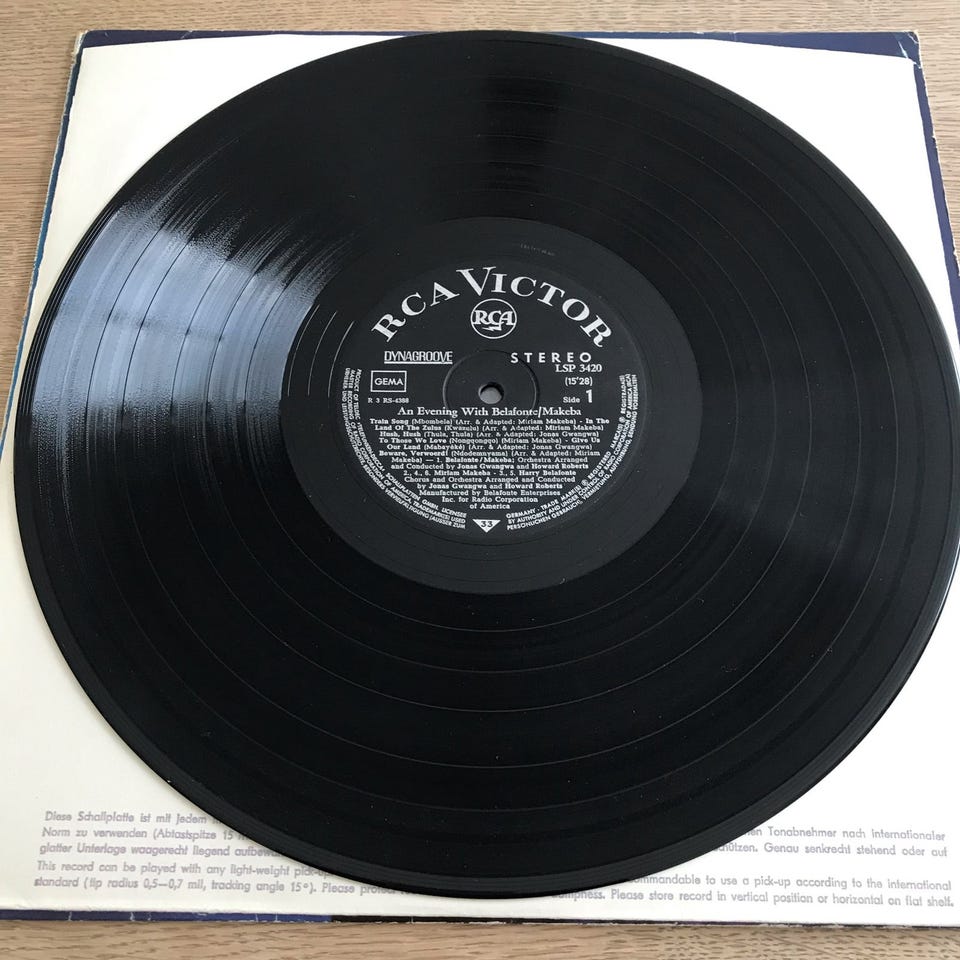 RCA VICTOR
RCA
DYNAGROOVE STEREO
LSP 3420
GEMA (15'28)
R 3 RS-4388 Side 1
An Evening With Belafonte/Makeba
Train Song (Mbombela) (Arr. & Adapted: Miriam Makeba) - In The
Land Of The Zulus (Kwazulu) (Arr. & Adapted: Miriam Makeba)
Hush, Hush (Thula, Thula) (Arr. & Adapted: Jonas Gwangwa)
To Those We Love (Nongqongqo) (Miriam Makeba) - Give Us
Our Land (Mabayeke) (Arr. & Adapted: Jonas Gwangwa)
Beware, Verwoerd! (Ndodemnyama) (Arr. & Adapted: Miriam
Makeba) — 1. Belafonte/Makeba; Orchestra Arranged
and Conducted by Jonas Gwangwa and Howard Roberts
2., 4., 6. Miriam Makeba - 3., 5. Harry Belafonte
Chorus and Orchestra Arranged and Conducted
by Jonas Gwangwa and Howard Roberts
Manufactured by Belafonte Enterprises
Inc. for Radio Corporation
of America
33
Diese Schallplatte ist mit jedem
Norm zu verwenden (Abtastspitze 15 Tonabnehmer nach internationaler
glatter Unterlage waagerecht liegend Genau senkrecht stehend oder auf
This record can be played with any light-weight to use a pick-up according to the international
standard (tip radius 0,5—0,7 mil, tracking angle 15°). Please Please store record in vertical position or horizontal on flat shelf.